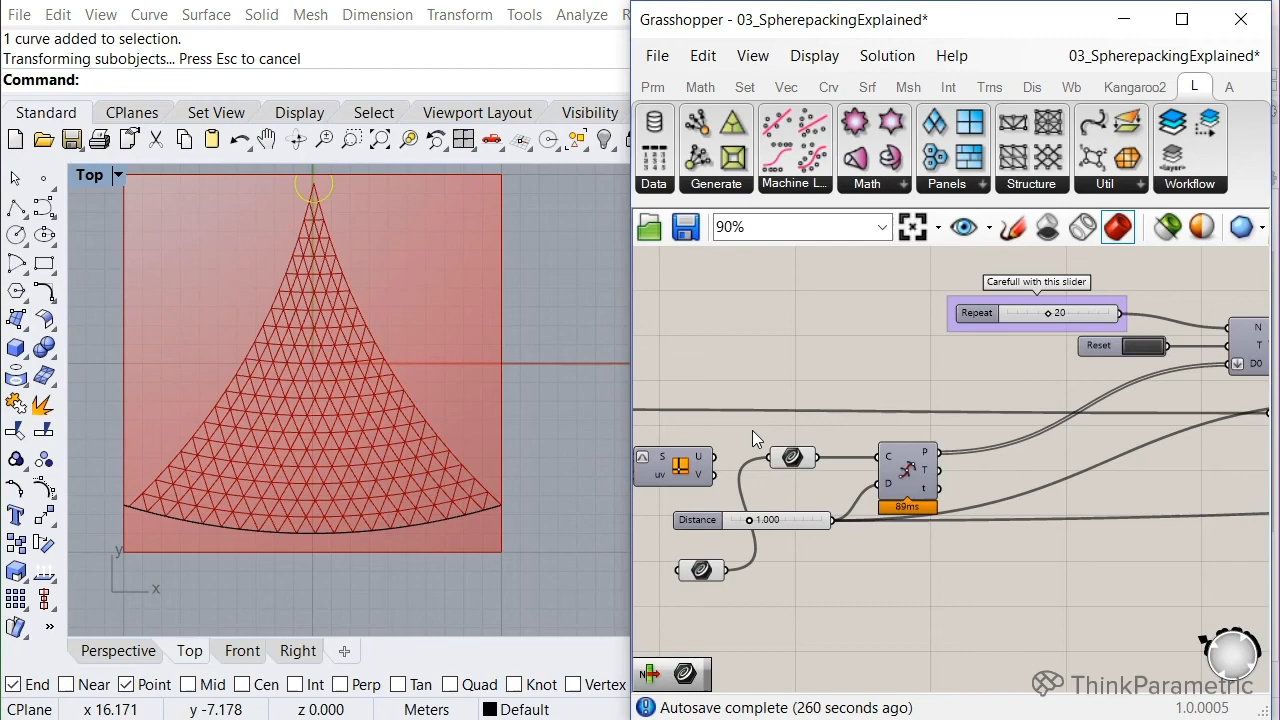 File Edit View Curve Surface Solid Mesh Dimension Transform Tools Analyze R
1 curve added to selection.
Transforming subobjects... Press Esc to cancel
Command:
Standard CPlanes Set View Display Select Viewport Layout Visibility
Top
y
x
Perspective Top Front Right
End Near Point Mid Cen Int Perp Tan Quad Knot Vertex
CPlane x 16.171 y -7.178 z 0.000 Meters Default
Grasshopper - 03_SpherepackingExplained*
File Edit View Display Solution Help 03_SpherepackingExplained*
Prm Math Set Vec Crv Srf Msh Int Trns Dis Wb Kangaroo2 L A
Data Generate Machine L... Math Panels Structure Util Workflow
90%
Carefull with this slider
Repeat 20
N
Reset T
D0
S U
uv V
C P
T
D t
89ms
Distance 1.000
ThinkParametric
Autosave complete (260 seconds ago) 1.0.0005